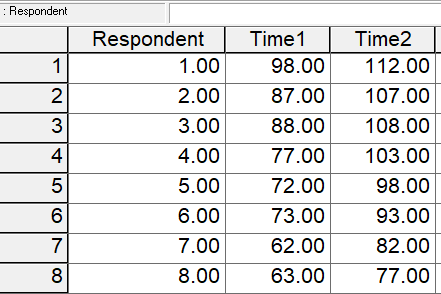 : Respondent
Respondent Time1 Time2
1 1.00 98.00 112.00
2 2.00 87.00 107.00
3 3.00 88.00 108.00
4 4.00 77.00 103.00
5 5.00 72.00 98.00
6 6.00 73.00 93.00
7 7.00 62.00 82.00
8 8.00 63.00 77.00